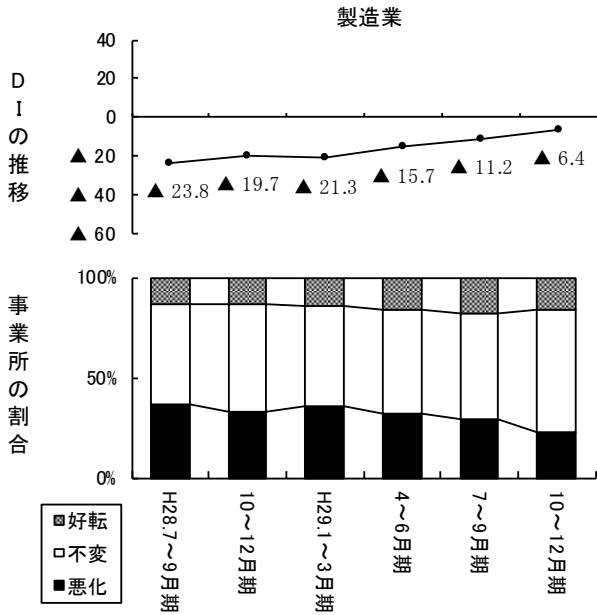 製造業
DIの推移
40
20
0
▲ 20
▲ 40
▲ 60
▲ 23.8
▲ 19.7
▲ 21.3
▲ 15.7
▲ 11.2
▲ 6.4
事業所の割合
100%
50%
0%
H28.7～9月期
10～12月期
H29.1～3月期
4～6月期
7～9月期
10～12月期
好転
不変
悪化